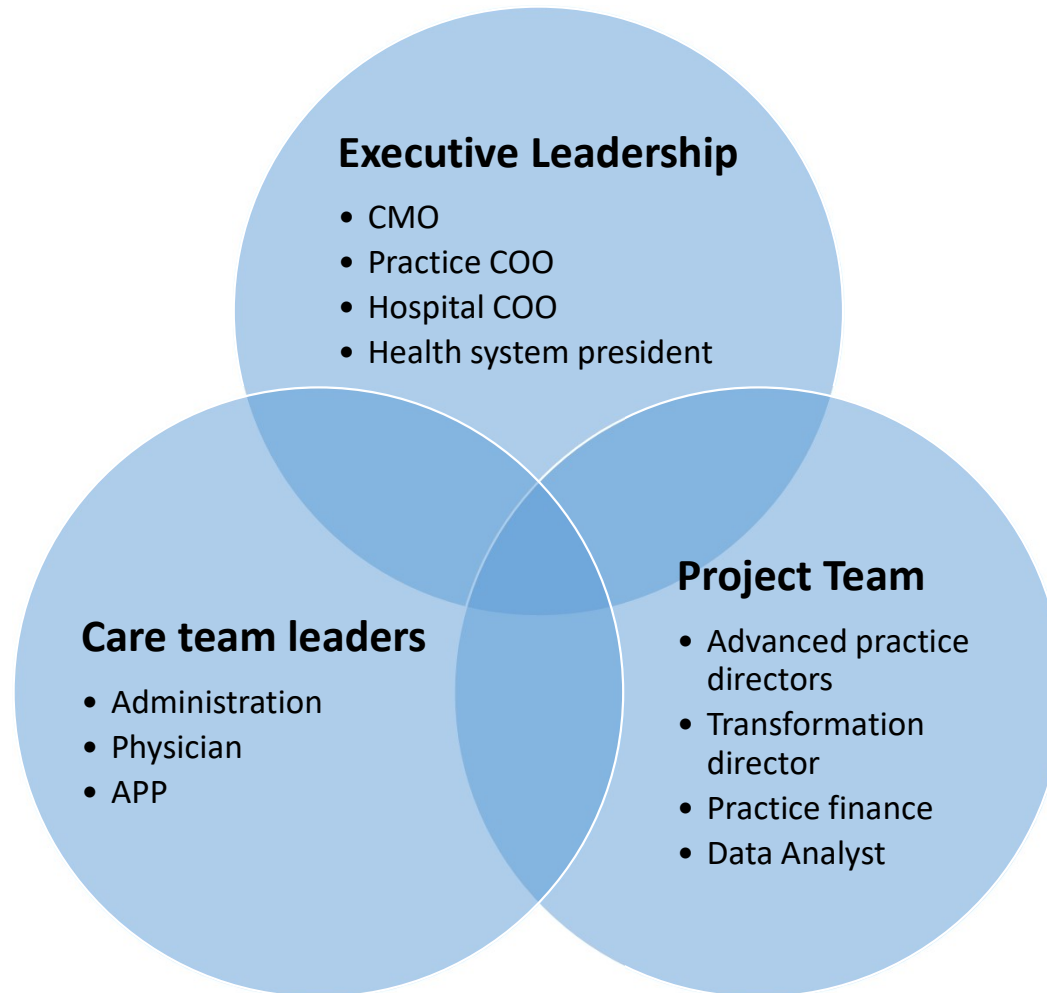 Executive Leadership
• CMO
• Practice COO
• Hospital COO
• Health system president
Care team leaders
• Administration
• Physician
• APP
Project Team
• Advanced practice
directors
• Transformation
director
• Practice finance
• Data Analyst